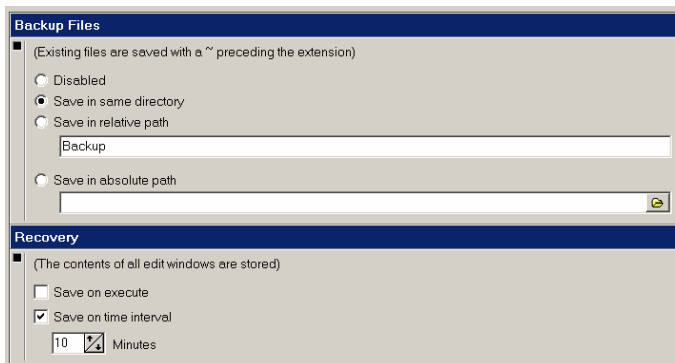 Backup Files
(Existing files are saved with a ~ preceding the extension)
Disabled
Save in same directory
Save in relative path
Backup
Save in absolute path
Recovery
(The contents of all edit windows are stored)
Save on execute
Save on time interval
10 Minutes